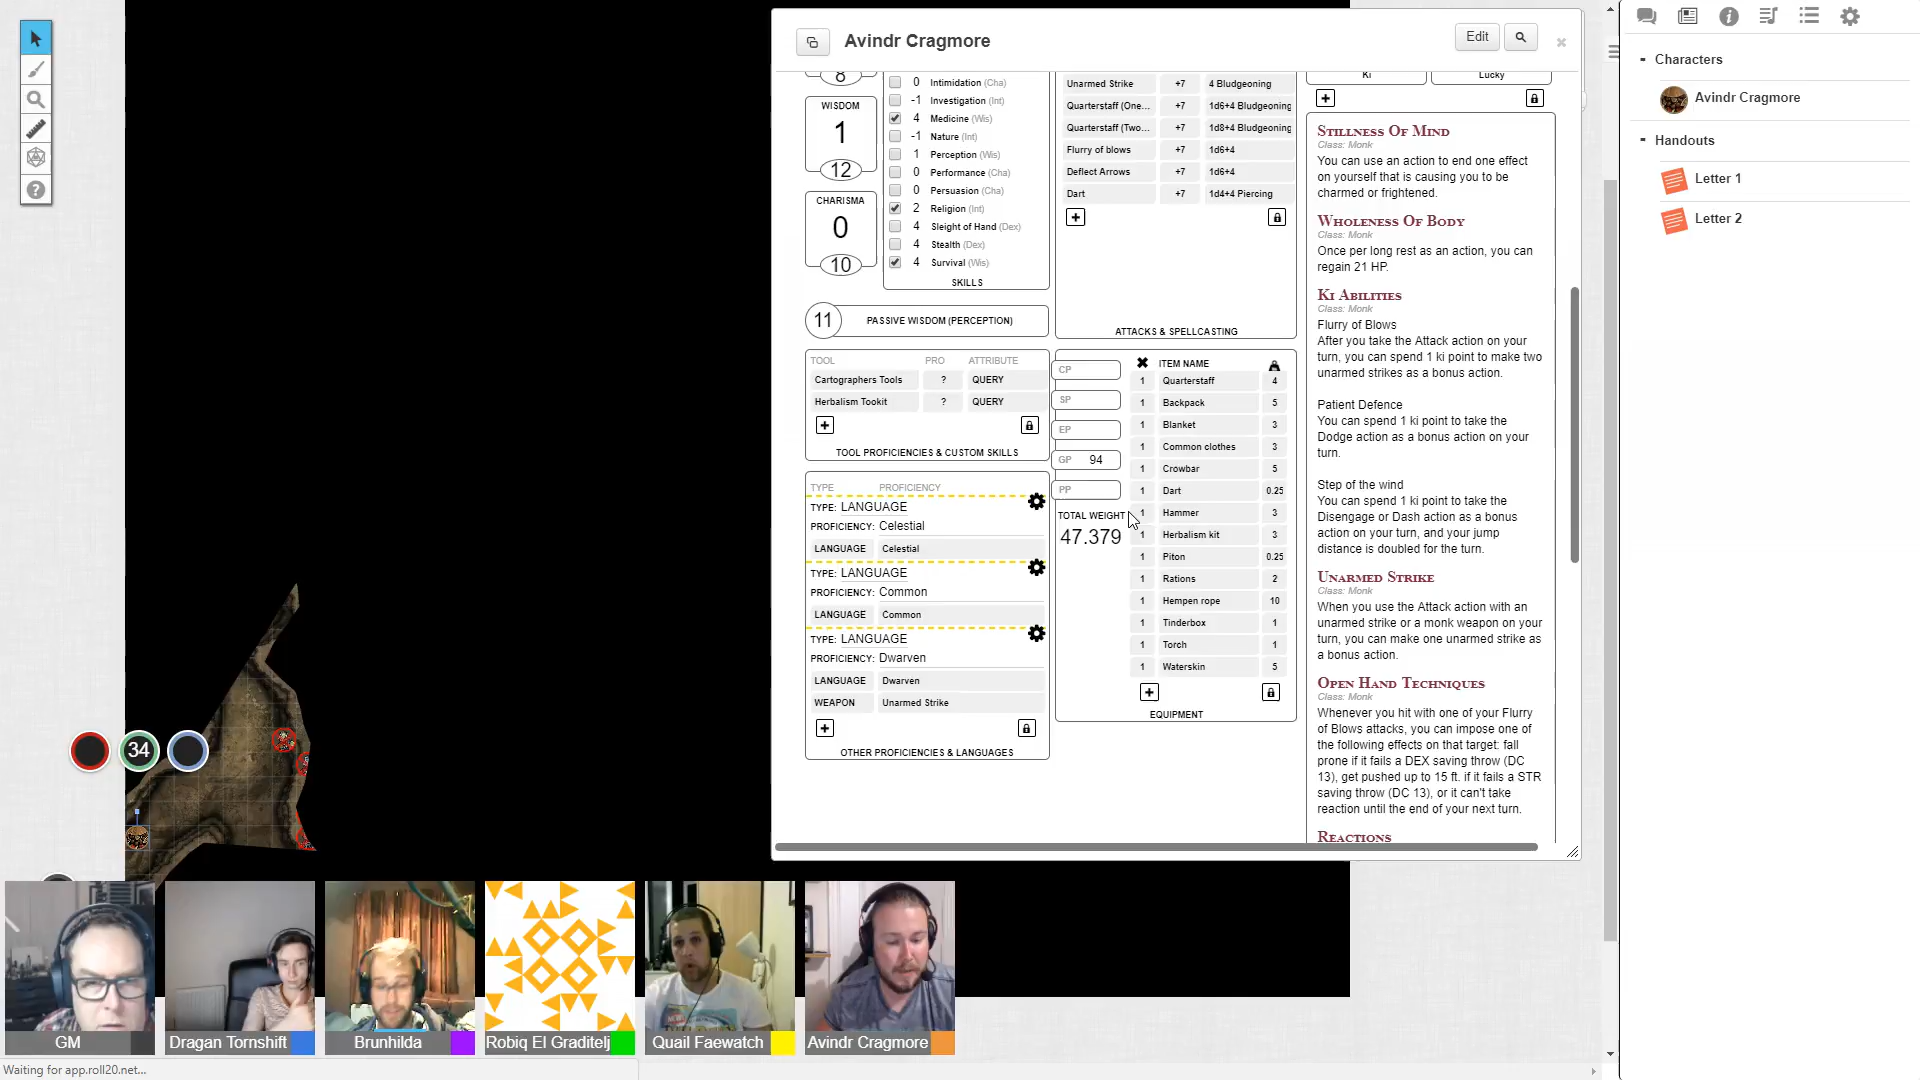 Avindr Cragmore
Edit
8
WISDOM
1
12
CHARISMA
0
10
0 Intimidation (Cha)
-1 Investigation (Int)
4 Medicine (Wis)
-1 Nature (Int)
1 Perception (Wis)
0 Performance (Cha)
0 Persuasion (Cha)
2 Religion (Int)
4 Sleight of Hand (Dex)
4 Stealth (Dex)
4 Survival (Wis)
SKILLS
11 PASSIVE WISDOM (PERCEPTION)
TOOL PRO ATTRIBUTE
Cartographers Tools ? QUERY
Herbalism Tookit ? QUERY
TOOL PROFICIENCIES & CUSTOM SKILLS
TYPE PROFICIENCY
TYPE: LANGUAGE
PROFICIENCY: Celestial
LANGUAGE Celestial
TYPE: LANGUAGE
PROFICIENCY: Common
LANGUAGE Common
TYPE: LANGUAGE
PROFICIENCY: Dwarven
LANGUAGE Dwarven
WEAPON Unarmed Strike
OTHER PROFICIENCIES & LANGUAGES
Unarmed Strike +7 4 Bludgeoning
Quarterstaff (One... +7 1d6+4 Bludgeoning
Quarterstaff (Two... +7 1d8+4 Bludgeoning
Flurry of blows +7 1d6+4
Deflect Arrows +7 1d6+4
Dart +7 1d4+4 Piercing
ATTACKS & SPELLCASTING
CP
SP
EP
GP 94
PP
TOTAL WEIGHT
47.379
ITEM NAME
1 Quarterstaff 4
1 Backpack 5
1 Blanket 3
1 Common clothes 3
1 Crowbar 5
1 Dart 0.25
1 Hammer 3
1 Herbalism kit 3
1 Piton 0.25
1 Rations 2
1 Hempen rope 10
1 Tinderbox 1
1 Torch 1
1 Waterskin 5
EQUIPMENT
Ki Lucky
STILLNESS OF MIND
Class: Monk
You can use an action to end one effect
on yourself that is causing you to be
charmed or frightened.
WHOLENESS OF BODY
Class: Monk
Once per long rest as an action, you can
regain 21 HP.
KI ABILITIES
Class: Monk
Flurry of Blows
After you take the Attack action on your
turn, you can spend 1 ki point to make two
unarmed strikes as a bonus action.
Patient Defence
You can spend 1 ki point to take the
Dodge action as a bonus action on your
turn.
Step of the wind
You can spend 1 ki point to take the
Disengage or Dash action as a bonus
action on your turn, and your jump
distance is doubled for the turn.
UNARMED STRIKE
Class: Monk
When you use the Attack action with an
unarmed strike or a monk weapon on your
turn, you can make one unarmed strike as
a bonus action.
OPEN HAND TECHNIQUES
Class: Monk
Whenever you hit with one of your Flurry
of Blows attacks, you can impose one of
the following effects on that target: fall
prone if it fails a DEX saving throw (DC
13), get pushed up to 15 ft. if it fails a STR
saving throw (DC 13), or it can't take
reaction until the end of your next turn.
REACTIONS
Characters
Avindr Cragmore
Handouts
Letter 1
Letter 2
34
GM
Dragan Tornshift
Brunhilda
Robiq El Graditelj
Quail Faewatch
Avindr Cragmore
Waiting for app.roll20.net...